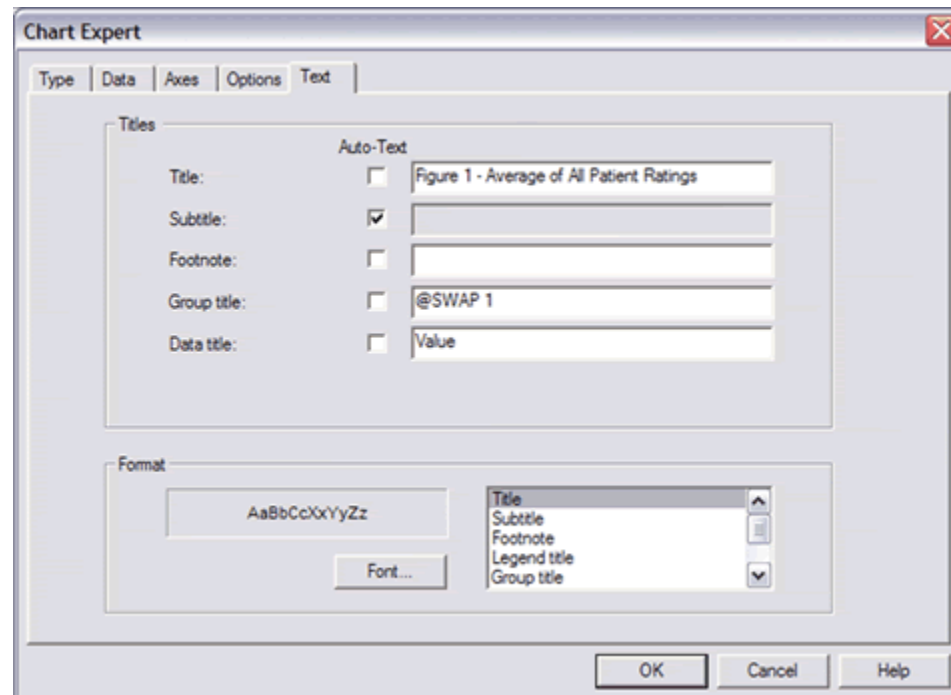 Chart Expert
Type Data Axes Options Text
Titles
Auto-Text
Title: Figure 1 - Average of All Patient Ratings
Subtitle:
Footnote:
Group title: @SWAP 1
Data title: Value
Format
AaBbCcXxYyZz
Font...
Title
Subtitle
Footnote
Legend title
Group title
OK Cancel Help